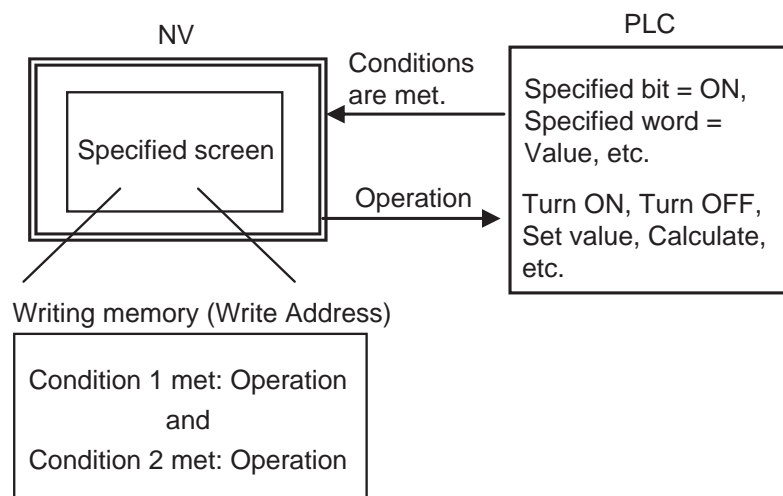 NV
PLC
Conditions
are met.
Specified bit = ON,
Specified word =
Value, etc.
Specified screen
Operation
Turn ON, Turn OFF,
Set value, Calculate,
etc.
Writing memory (Write Address)
Condition 1 met: Operation
and
Condition 2 met: Operation